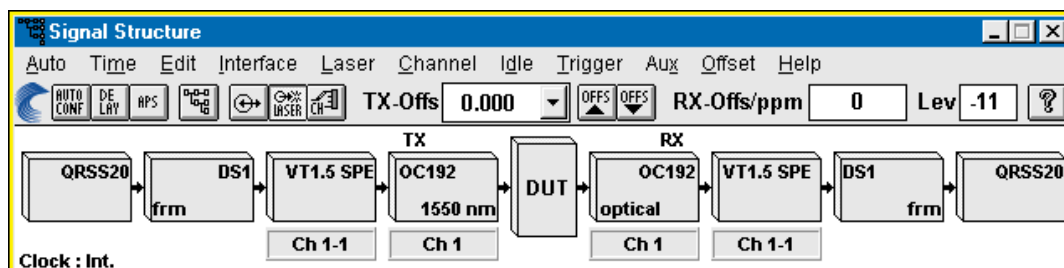 Signal Structure
Auto Time Edit Interface Laser Channel Idle Trigger Aux Offset Help
AUTO CONF DE LAY APS LASER CH TX-Offs 0.000 OFFS OFFS RX-Offs/ppm 0 Lev -11 ?
TX RX
QRSS20 DS1 VT1.5 SPE OC192 DUT OC192 VT1.5 SPE DS1 QRSS20
frm 1550 nm optical frm
Ch 1-1 Ch 1 Ch 1 Ch 1-1
Clock : Int.